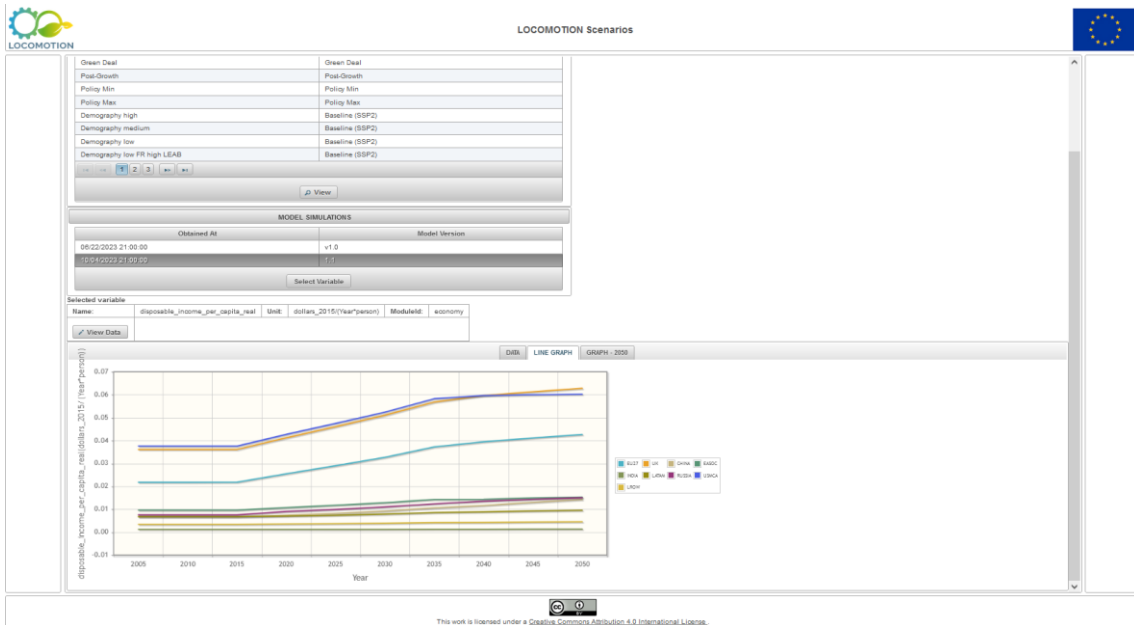 LOCOMOTION
LOCOMOTION Scenarios
Green Deal Green Deal
Post-Growth Post-Growth
Policy Min Policy Min
Policy Max Policy Max
Demography high Baseline (SSP2)
Demography medium Baseline (SSP2)
Demography low Baseline (SSP2)
Demography low FR high LEAB Baseline (SSP2)
1 2 3
View
MODEL SIMULATIONS
Obtained At Model Version
06/22/2023 21:00:00 v1.0
10/04/2023 21:00:00 1.1
Select Variable
Selected variable
Name: disposable_income_per_capita_real Unit: dollars_2015/(Year*person) ModuleId: economy
View Data
DATA LINE GRAPH GRAPH - 2050
disposable_income_per_capita_real(dollars_2015/(Year*person))
0.07
0.06
0.05
0.04
0.03
0.02
0.01
0.00
-0.01
2005 2010 2015 2020 2025 2030 2035 2040 2045 2050
Year
EU27 UK CHINA EASOC
INDIA LATAM RUSSIA USMCA
LROW
CC BY
This work is licensed under a Creative Commons Attribution 4.0 International License.